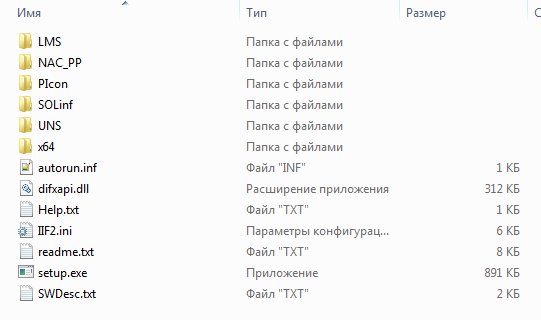 Имя Тип Размер С
LMS Папка с файлами
NAC_PP Папка с файлами
PIcon Папка с файлами
SOLinf Папка с файлами
UNS Папка с файлами
x64 Папка с файлами
autorun.inf Файл "INF" 1 КБ
difxapi.dll Расширение приложения 312 КБ
Help.txt Файл "TXT" 1 КБ
IIF2.ini Параметры конфигурац... 6 КБ
readme.txt Файл "TXT" 8 КБ
setup.exe Приложение 891 КБ
SWDesc.txt Файл "TXT" 2 КБ